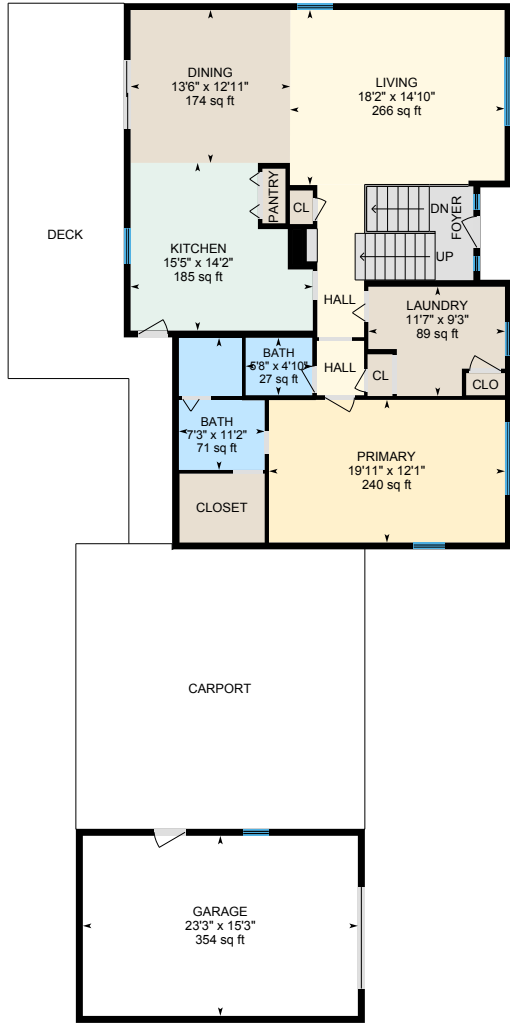 DINING
13'6" x 12'11"
174 sq ft
LIVING
18'2" x 14'10"
266 sq ft
PANTRY
CL
DN
FOYER
UP
DECK
KITCHEN
15'5" x 14'2"
185 sq ft
HALL
LAUNDRY
11'7" x 9'3"
89 sq ft
BATH
5'8" x 4'10"
27 sq ft
HALL
CL
CLO
BATH
7'3" x 11'2"
71 sq ft
PRIMARY
19'11" x 12'1"
240 sq ft
CLOSET
CARPORT
GARAGE
23'3" x 15'3"
354 sq ft